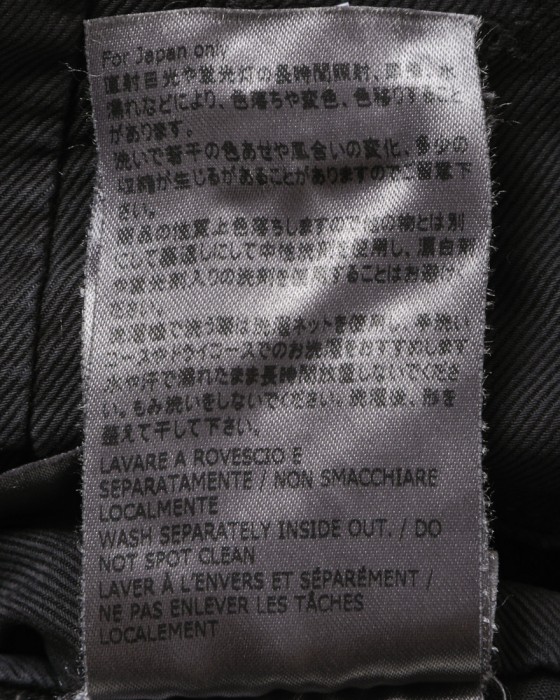 For Japan only
直射日光や蛍光灯の長時間照射、摩擦、水
濡れなどにより、色落ちや変色、色移りすること
があります。
洗いで若干の色あせや風合いの変化、多少の
収縮が生じるがあることがありますのでご留意下
さい。
商品の性質上色落ちしますので他の物とは別
にして裏返しにして中性洗剤を使用し、漂白剤
や蛍光剤入りの洗剤を使用することはお避け
ださい。
洗濯機で洗う際は洗濯ネットを使用し、手洗い
コースやドライコースでのお洗濯をおすすめします
水や汗で濡れたまま長時間放置しないでくださ
い。もみ洗いをしないでください。洗濯後、形を
整えて干して下さい。
LAVARE A ROVESCIO E
SEPARATAMENTE / NON SMACCHIARE
LOCALMENTE
WASH SEPARATELY INSIDE OUT. / DO
NOT SPOT CLEAN
LAVER À L'ENVERS ET SÉPARÉMENT /
NE PAS ENLEVER LES TÂCHES
LOCALEMENT